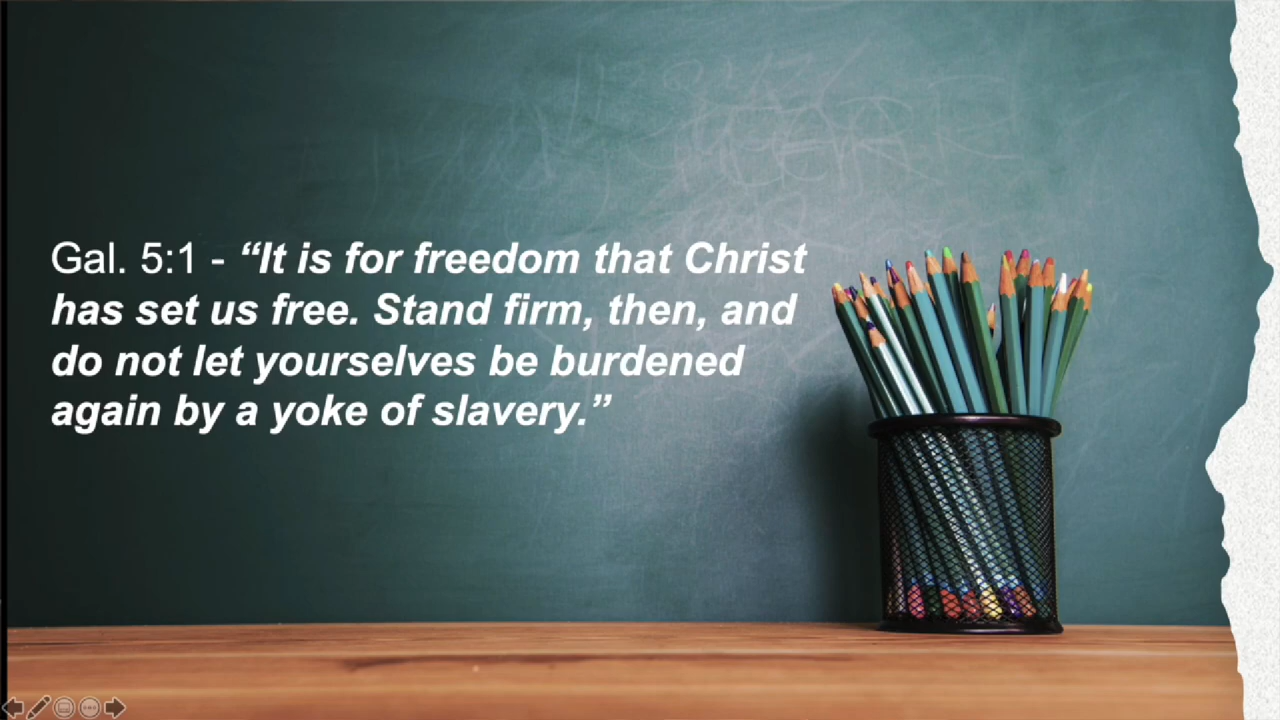 Gal. 5:1 - “It is for freedom that Christ
has set us free. Stand firm, then, and
do not let yourselves be burdened
again by a yoke of slavery.”